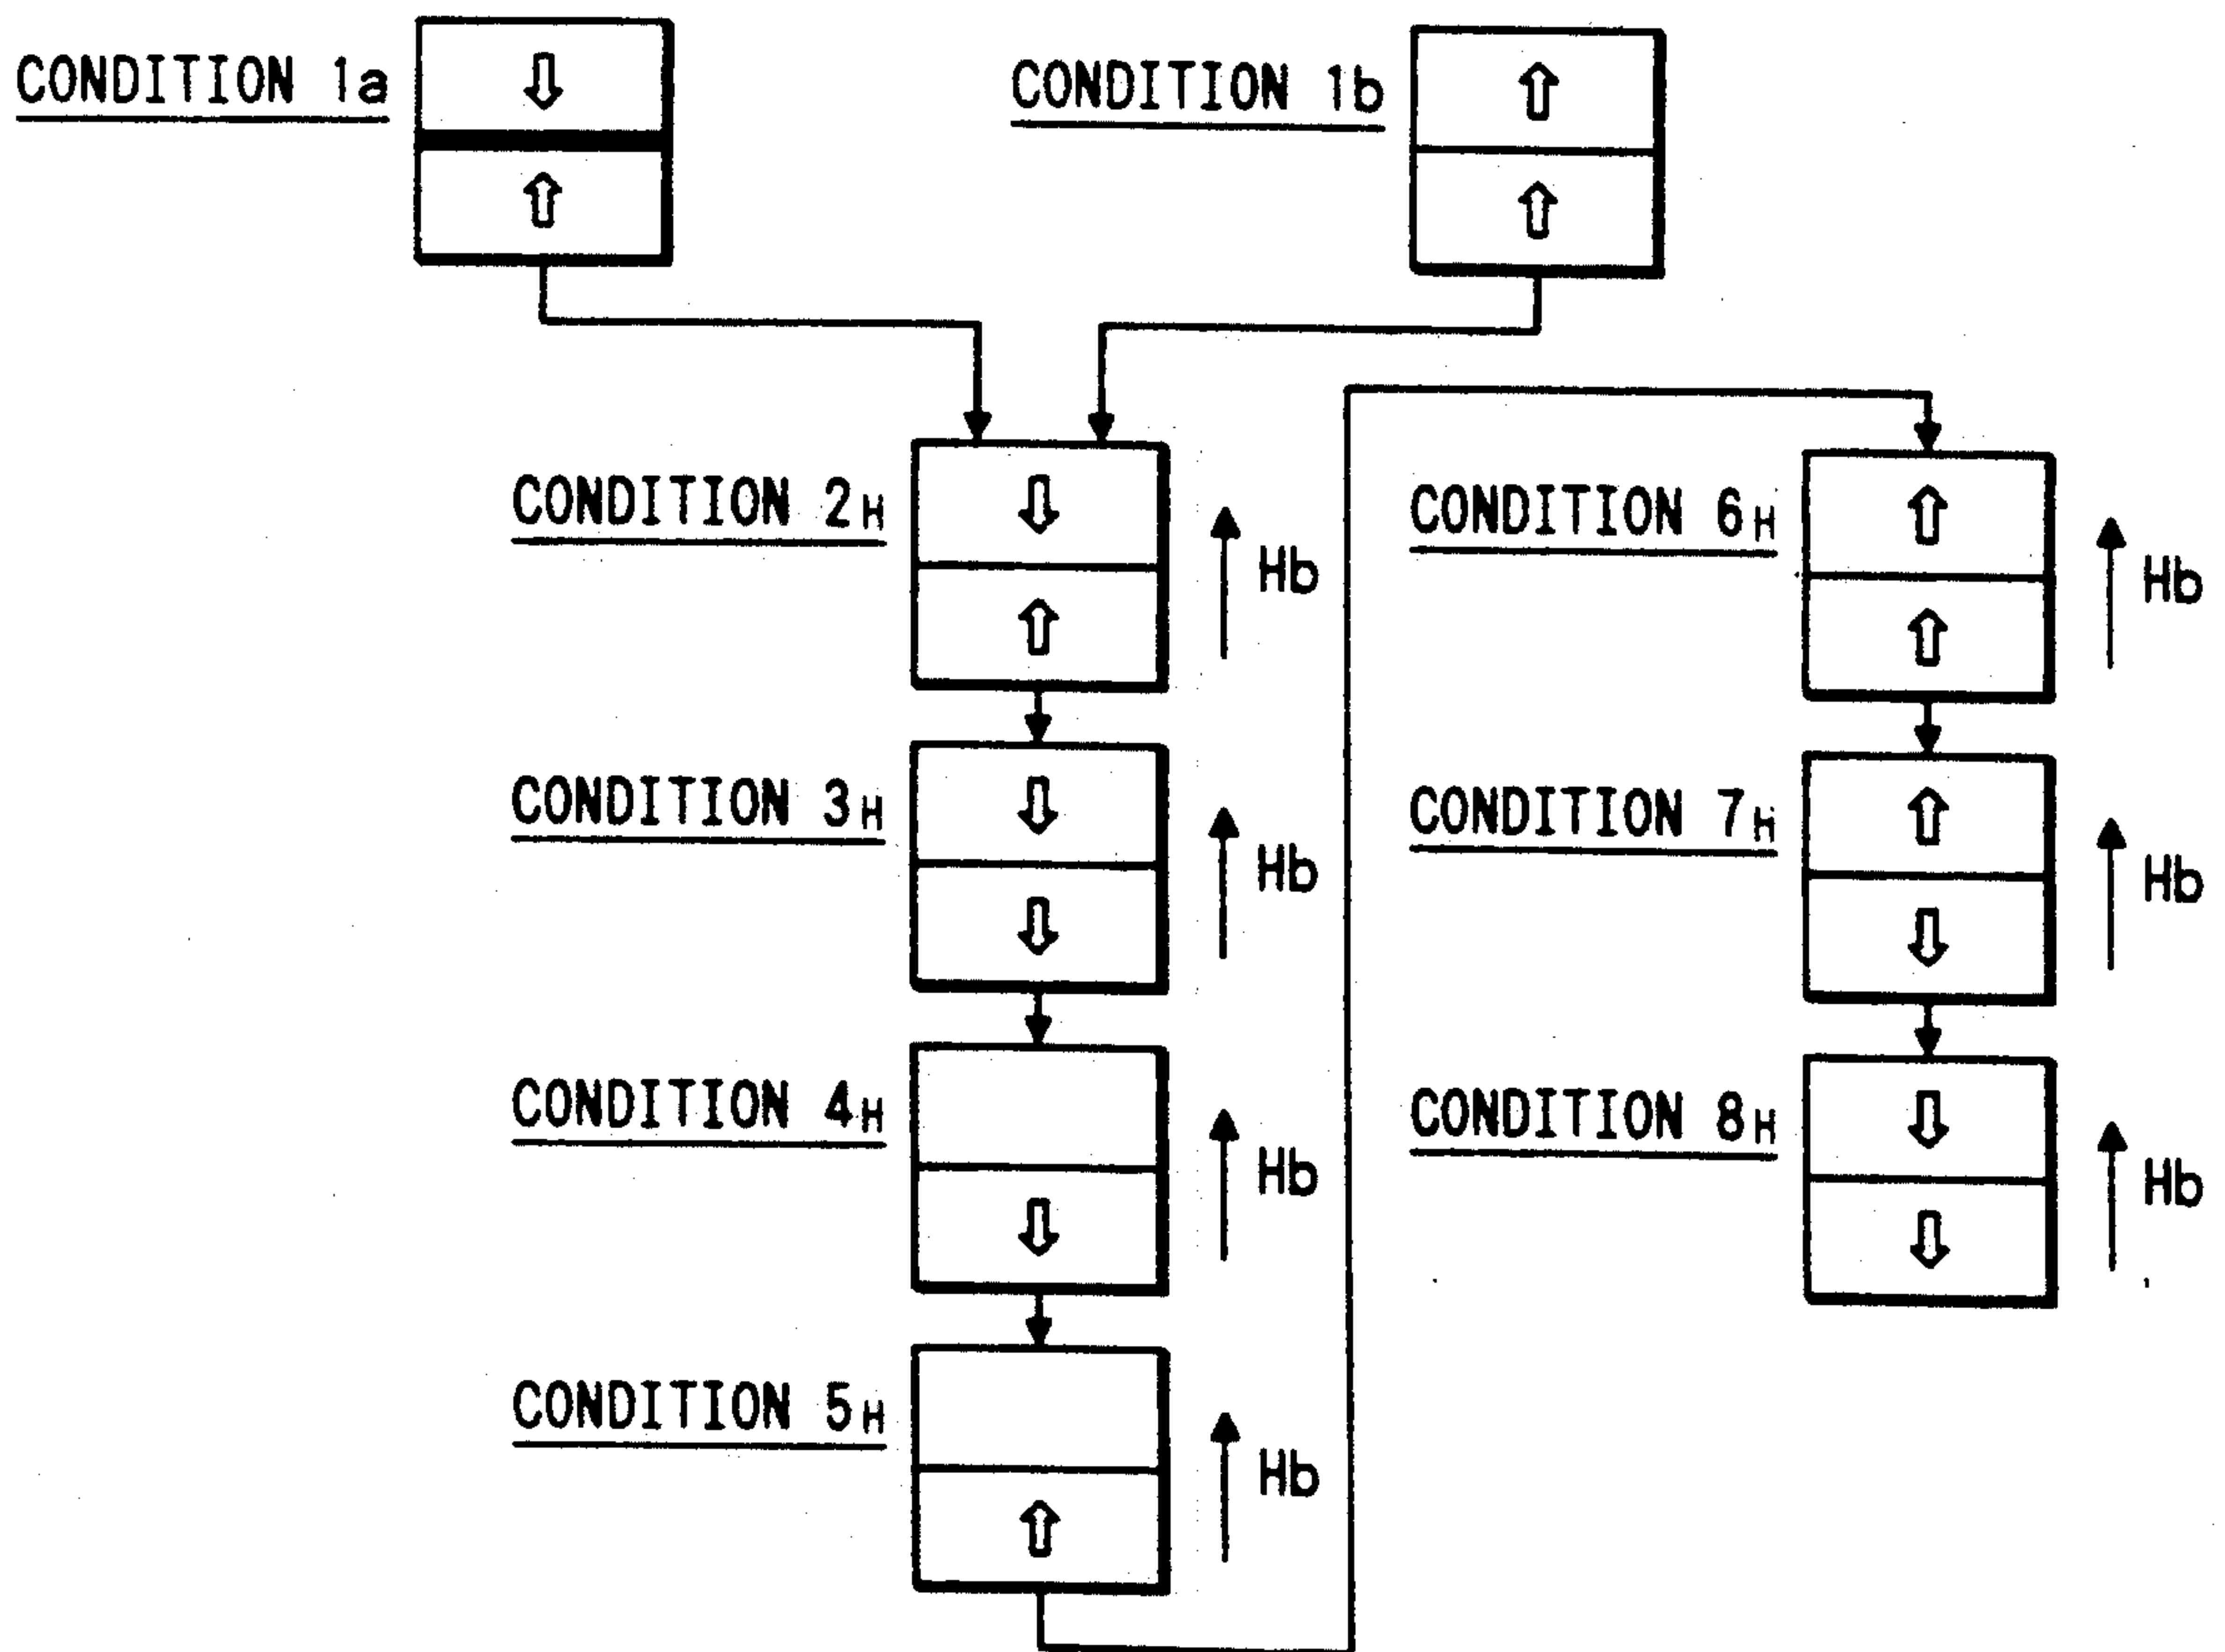 CONDITION 1a
CONDITION 1b
CONDITION 2H
Hb
CONDITION 6H
Hb
CONDITION 3H
Hb
CONDITION 7H
Hb
CONDITION 4H
Hb
CONDITION 8H
Hb
CONDITION 5H
Hb